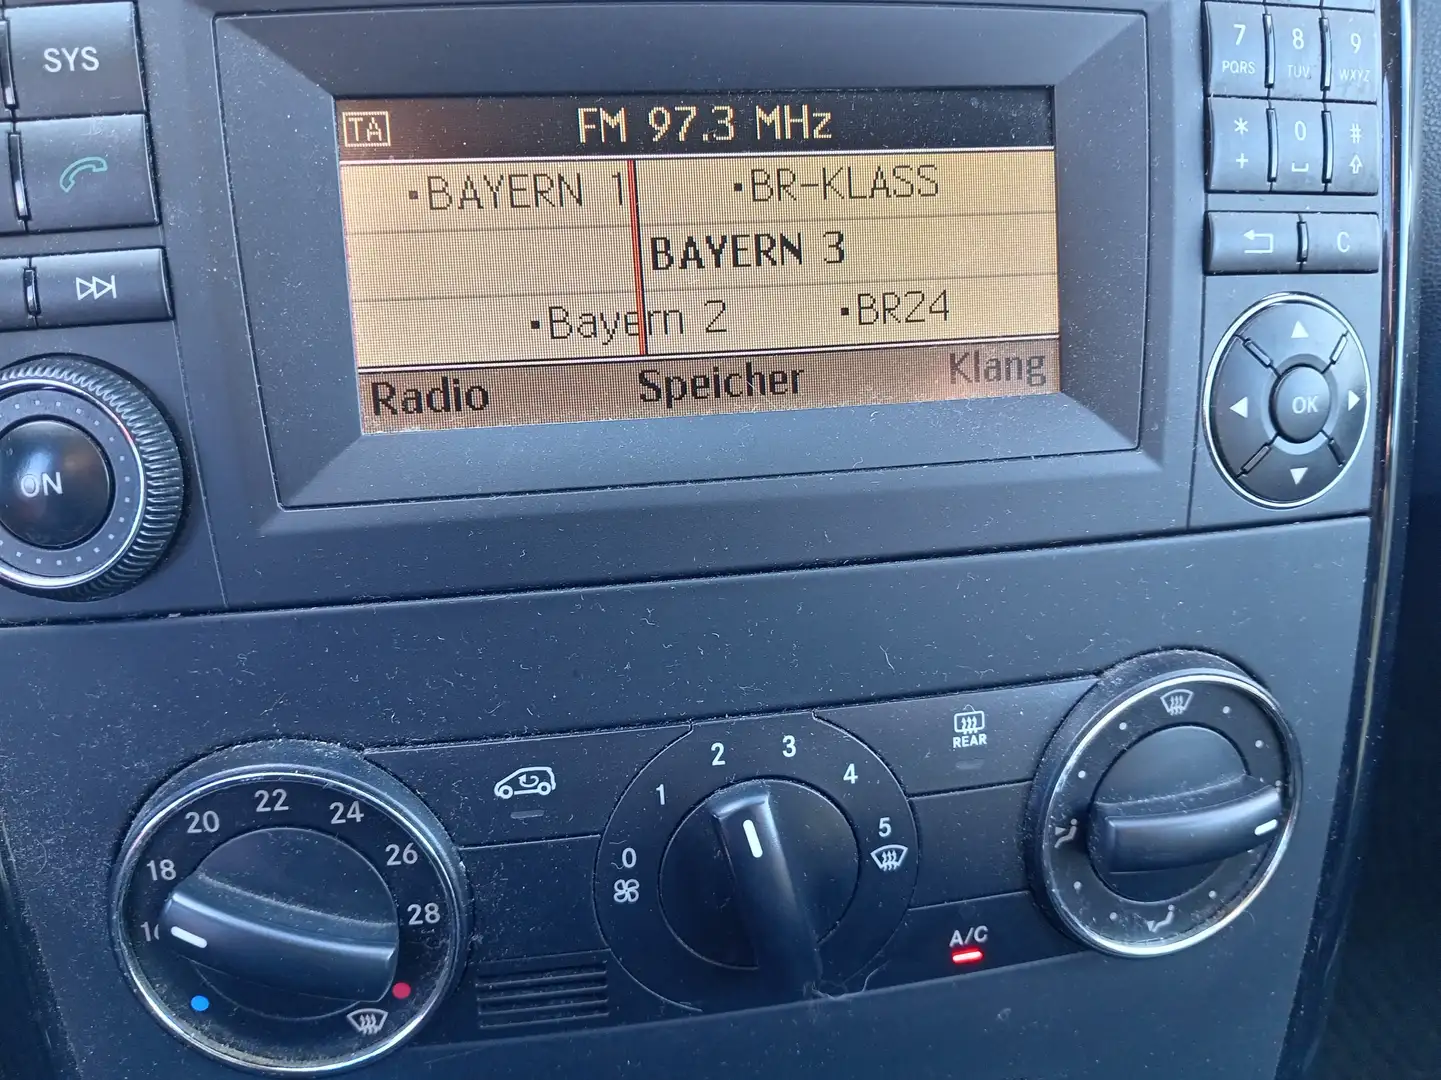 SYS
7 PQRS 8 TUV 9 WXYZ
* + 0 #
C
OK
ON
TA FM 97.3 MHz
·BAYERN 1 ·BR-KLASS
BAYERN 3
·Bayern 2 ·BR24
Radio Speicher Klang
REAR
0 1 2 3 4 5
16 18 20 22 24 26 28
A/C